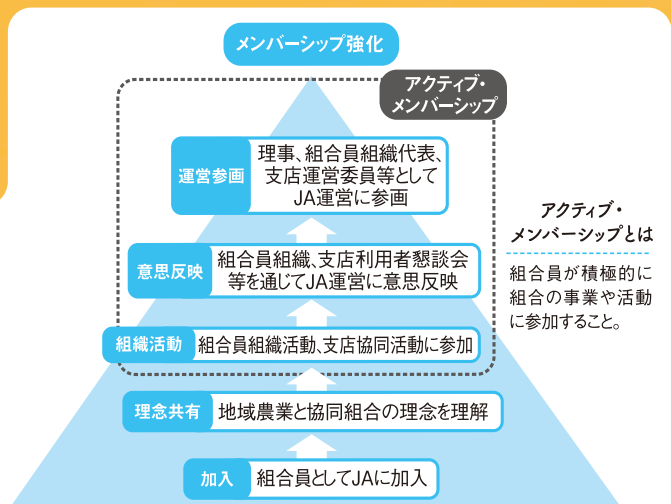 メンバーシップ強化
アクティブ・
メンバーシップ
運営参画
理事、組合員組織代表、
支店運営委員等として
JA運営に参画
意思反映
組合員組織、支店利用者懇談会
等を通じてJA運営に意思反映
組織活動
組合員組織活動、支店協同活動に参加
理念共有
地域農業と協同組合の理念を理解
加入
組合員としてJAに加入
アクティブ・
メンバーシップとは
組合員が積極的に
組合の事業や活動
に参加すること。